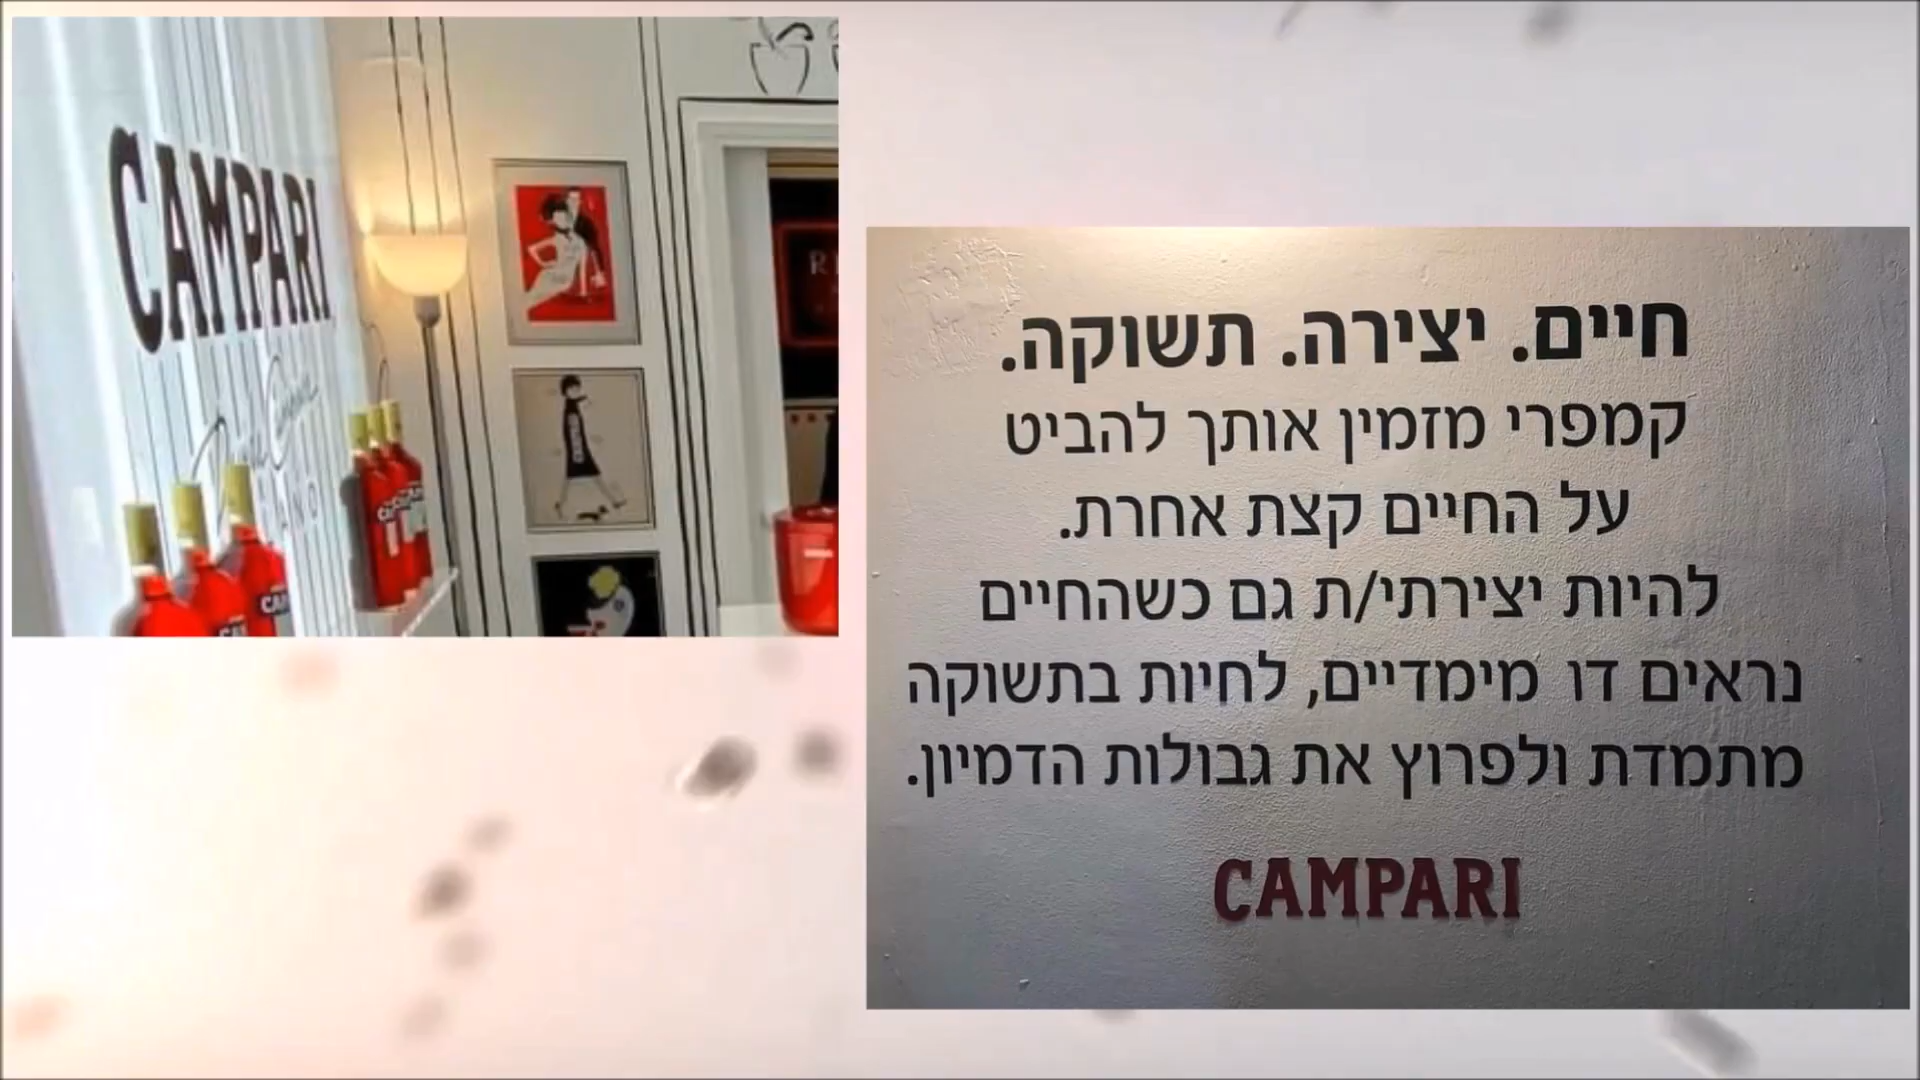 CAMPARI
חיים. יצירה. תשוקה.
קמפרי מזמין אותך להביט
על החיים קצת אחרת.
להיות יצירתי/ת גם כשהחיים
נראים דו מימדיים, לחיות בתשוקה
מתמדת ולפרוץ את גבולות הדמיון.
CAMPARI